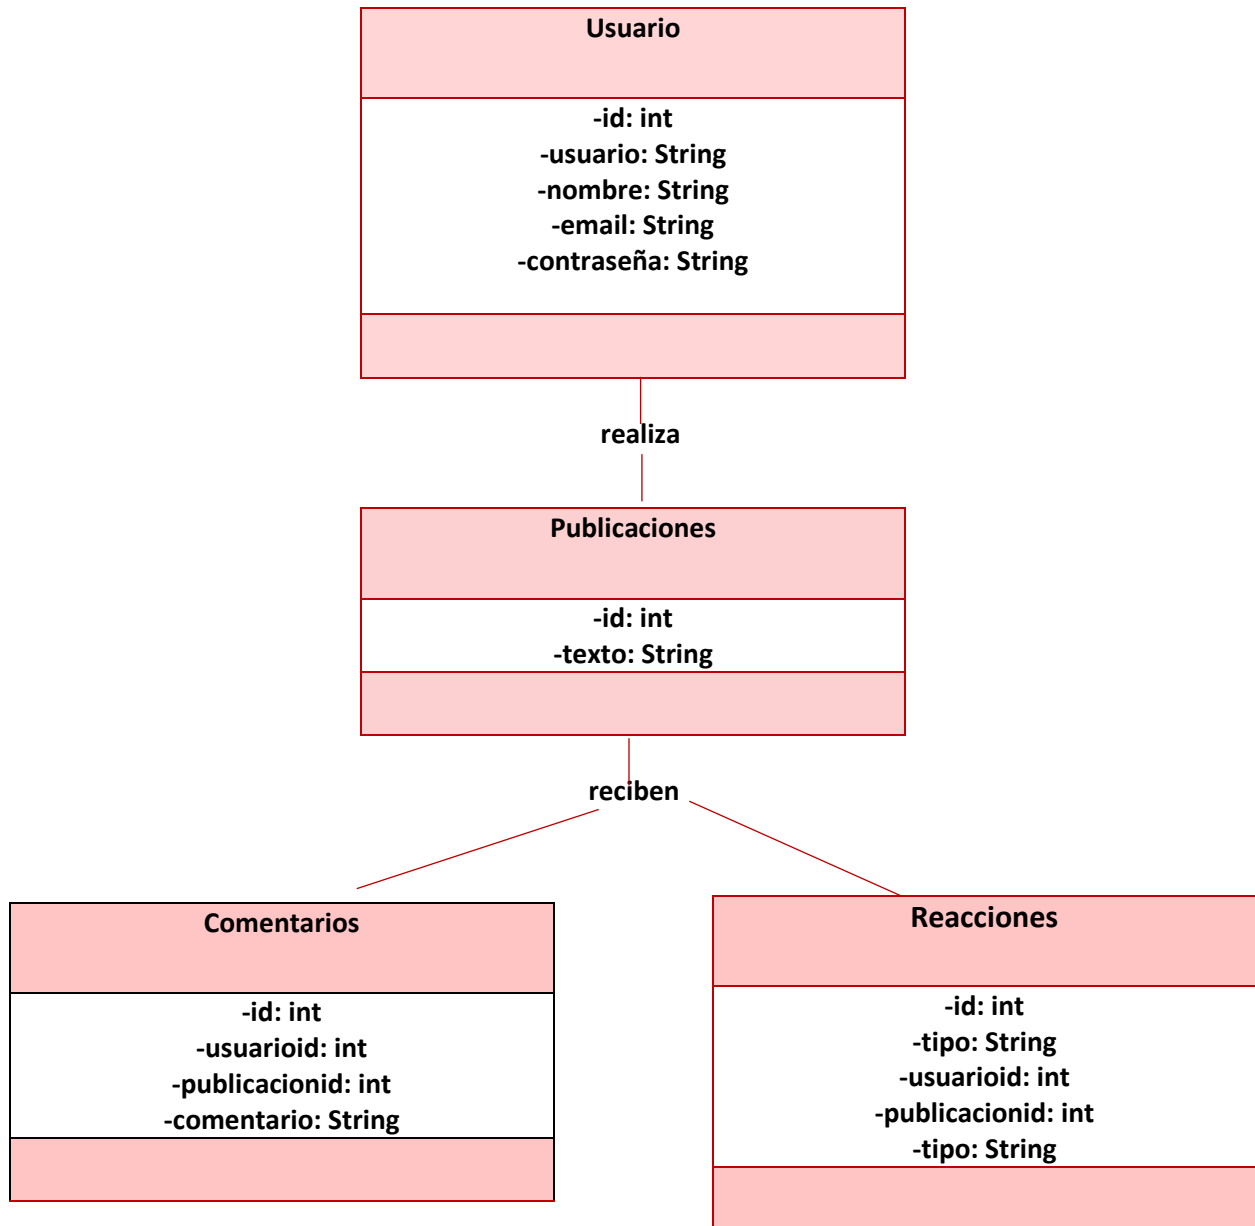 Usuario
-id: int
-usuario: String
-nombre: String
-email: String
-contraseña: String
realiza
Publicaciones
-id: int
-texto: String
reciben
Comentarios
-id: int
-usuarioid: int
-publicacionid: int
-comentario: String
Reacciones
-id: int
-tipo: String
-usuarioid: int
-publicacionid: int
-tipo: String